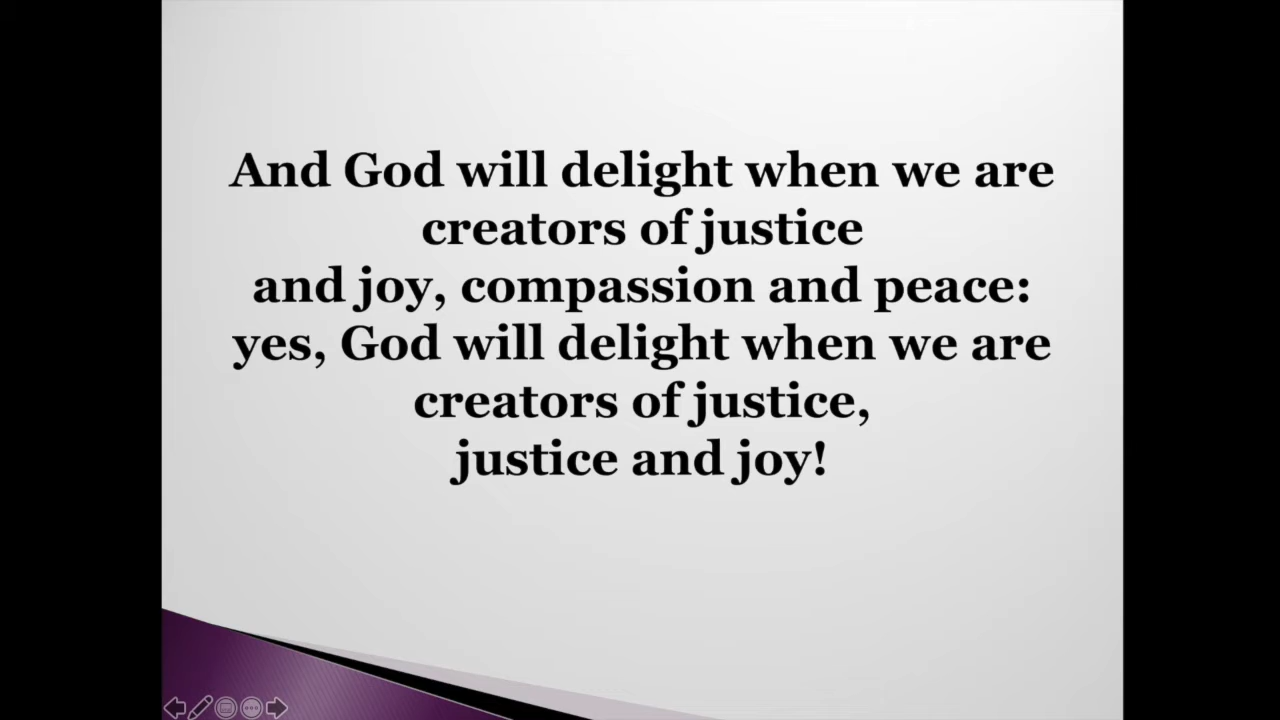 And God will delight when we are
creators of justice
and joy, compassion and peace:
yes, God will delight when we are
creators of justice,
justice and joy!